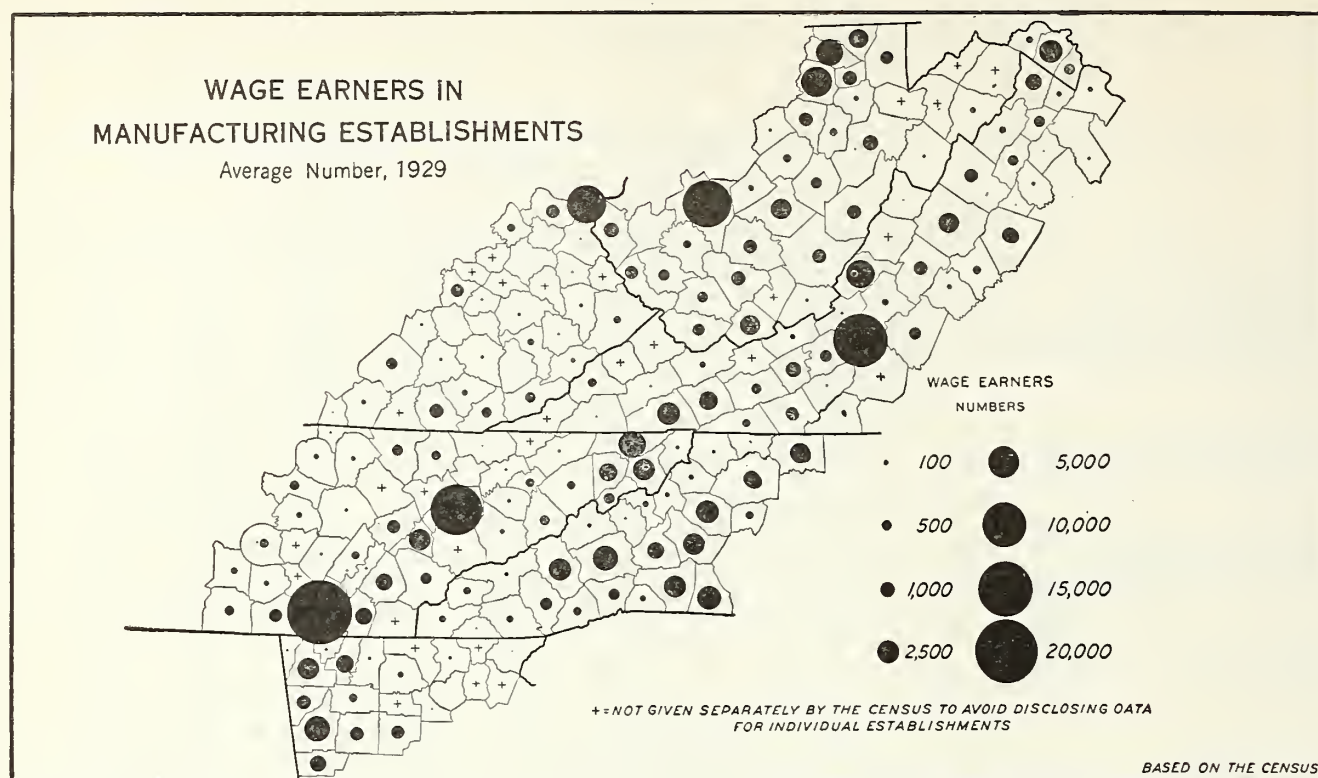 WAGE EARNERS IN
MANUFACTURING ESTABLISHMENTS
Average Number, 1929
WAGE EARNERS
NUMBERS
100 5,000
500 10,000
1,000 15,000
2,500 20,000
+=NOT GIVEN SEPARATELY BY THE CENSUS TO AVOID DISCLOSING DATA
FOR INDIVIDUAL ESTABLISHMENTS
BASED ON THE CENSUS